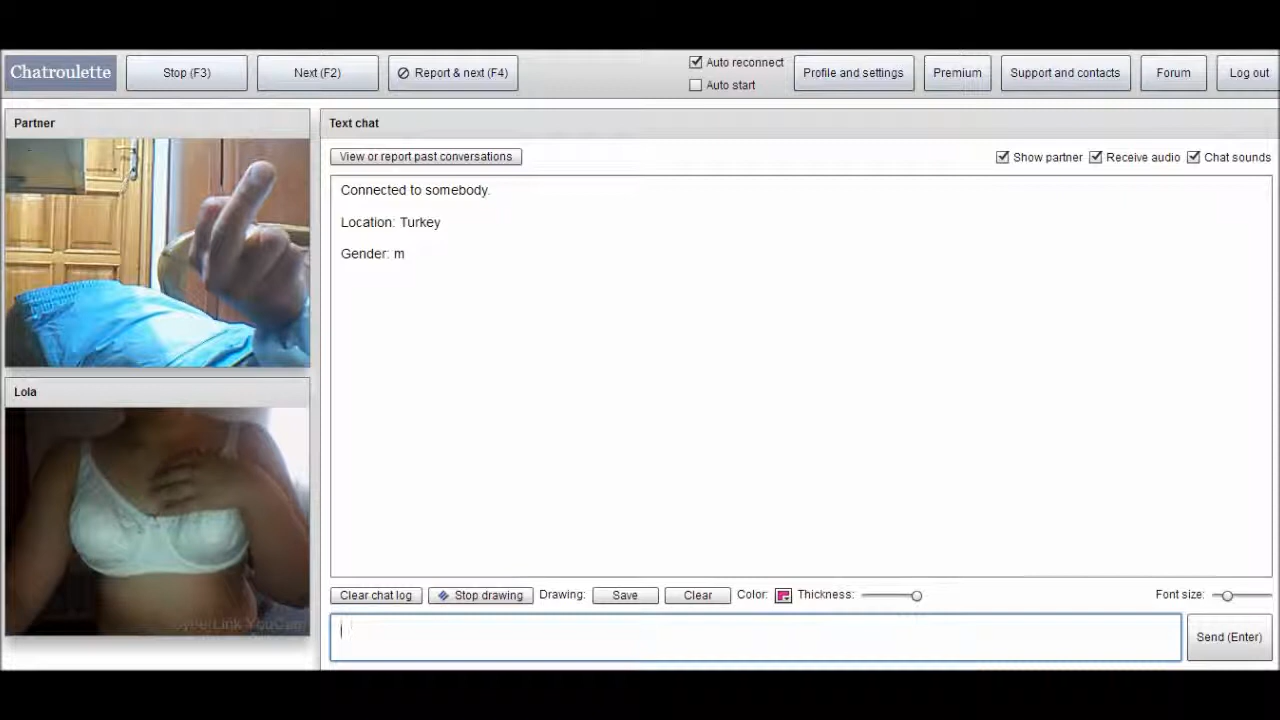 Chatroulette
Stop (F3)
Next (F2)
Report & next (F4)
Auto reconnect
Auto start
Profile and settings
Premium
Support and contacts
Forum
Log out
Partner
Text chat
View or report past conversations
Show partner
Receive audio
Chat sounds
Connected to somebody.
Location: Turkey
Gender: m
Lola
Link YouCam
Clear chat log
Stop drawing
Drawing:
Save
Clear
Color:
Thickness:
Font size:
Send (Enter)